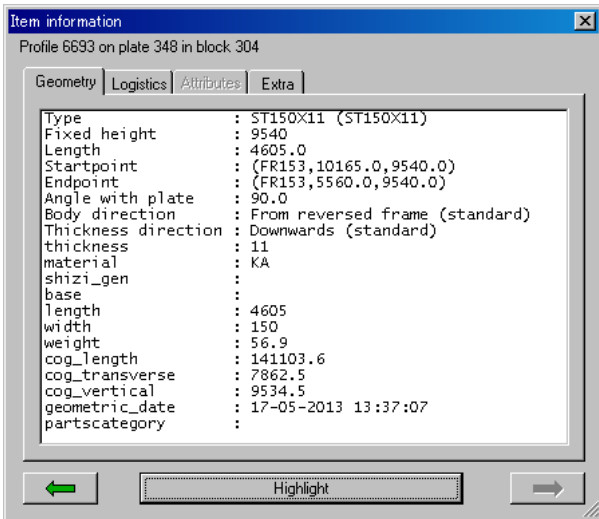 Item information
Profile 6693 on plate 348 in block 304
Geometry Logistics Attributes Extra
Type : ST150X11 (ST150X11)
Fixed height : 9540
Length : 4605.0
Startpoint : (FR153,10165.0,9540.0)
Endpoint : (FR153,5560.0,9540.0)
Angle with plate : 90.0
Body direction : From reversed frame (standard)
Thickness direction : Downwards (standard)
thickness : 11
material : KA
shizi_gen :
base :
length : 4605
width : 150
weight : 56.9
cog_length : 141103.6
cog_transverse : 7862.5
cog_vertical : 9534.5
geometric_date : 17-05-2013 13:37:07
partscategory :
Highlight